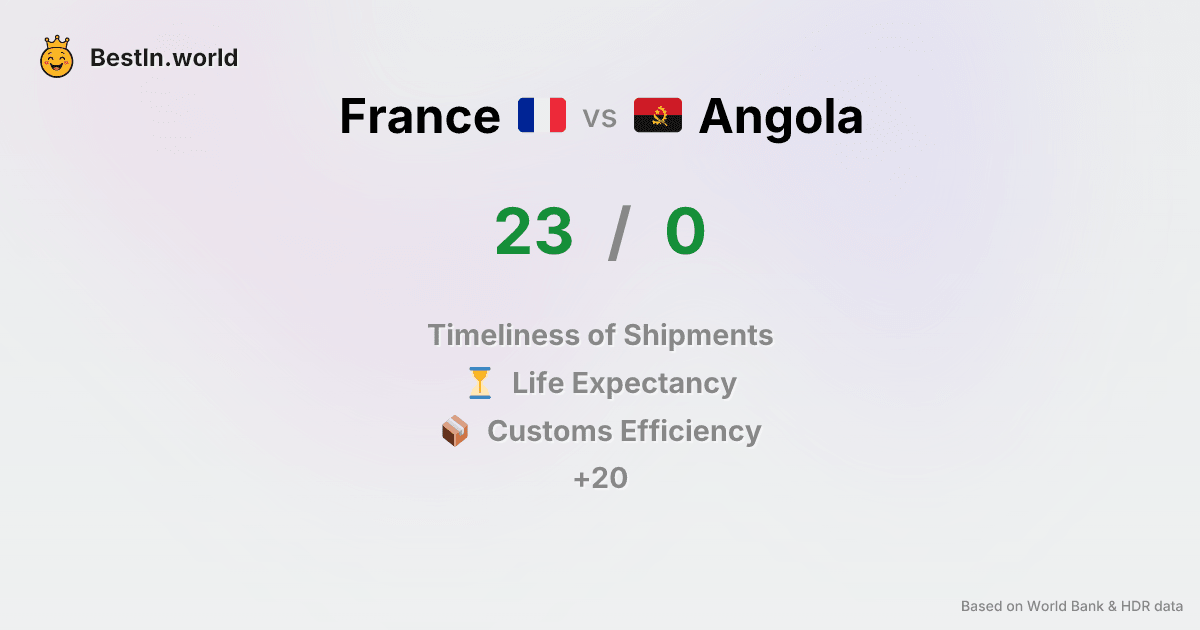 BestIn.world
France vs Angola
23 / 0
Timeliness of Shipments
Life Expectancy
Customs Efficiency
+20
Based on World Bank & HDR data